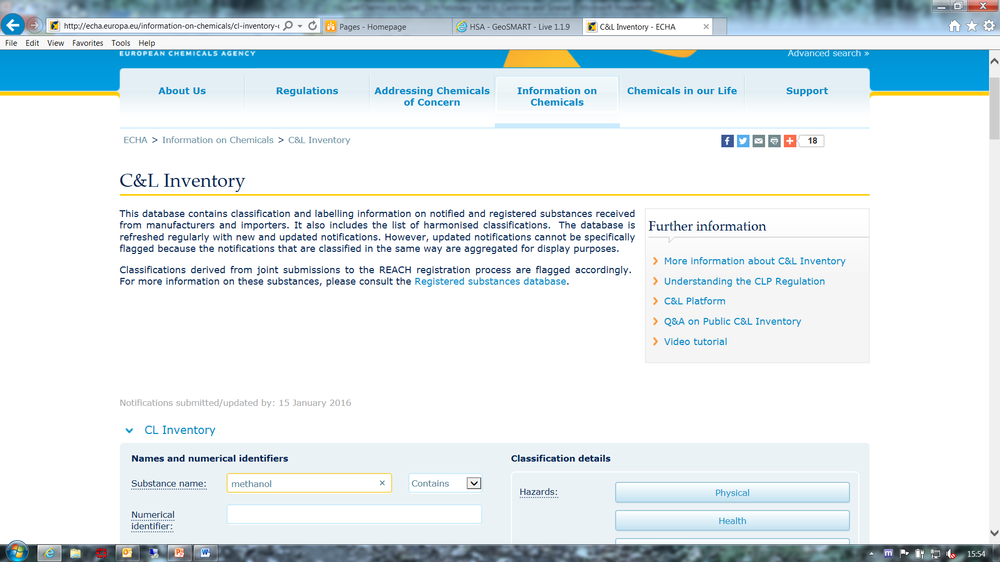 http://echa.europa.eu/information-on-chemicals/cl-inventory-
Pages - Homepage
HSA - GeoSMART - Live 1.1.9
C&L Inventory - ECHA
File Edit View Favorites Tools Help
EUROPEAN CHEMICALS AGENCY
Advanced search »
About Us
Regulations
Addressing Chemicals
of Concern
Information on
Chemicals
Chemicals in our Life
Support
ECHA > Information on Chemicals > C&L Inventory
18
C&L Inventory
This database contains classification and labelling information on notified and registered substances received
from manufacturers and importers. It also includes the list of harmonised classifications. The database is
refreshed regularly with new and updated notifications. However, updated notifications cannot be specifically
flagged because the notifications that are classified in the same way are aggregated for display purposes.
Classifications derived from joint submissions to the REACH registration process are flagged accordingly.
For more information on these substances, please consult the Registered substances database.
Further information
More information about C&L Inventory
Understanding the CLP Regulation
C&L Platform
Q&A on Public C&L Inventory
Video tutorial
Notifications submitted/updated by: 15 January 2016
CL Inventory
Names and numerical identifiers
Substance name: methanol Contains
Numerical
identifier:
Classification details
Hazards:
Physical
Health
15:54